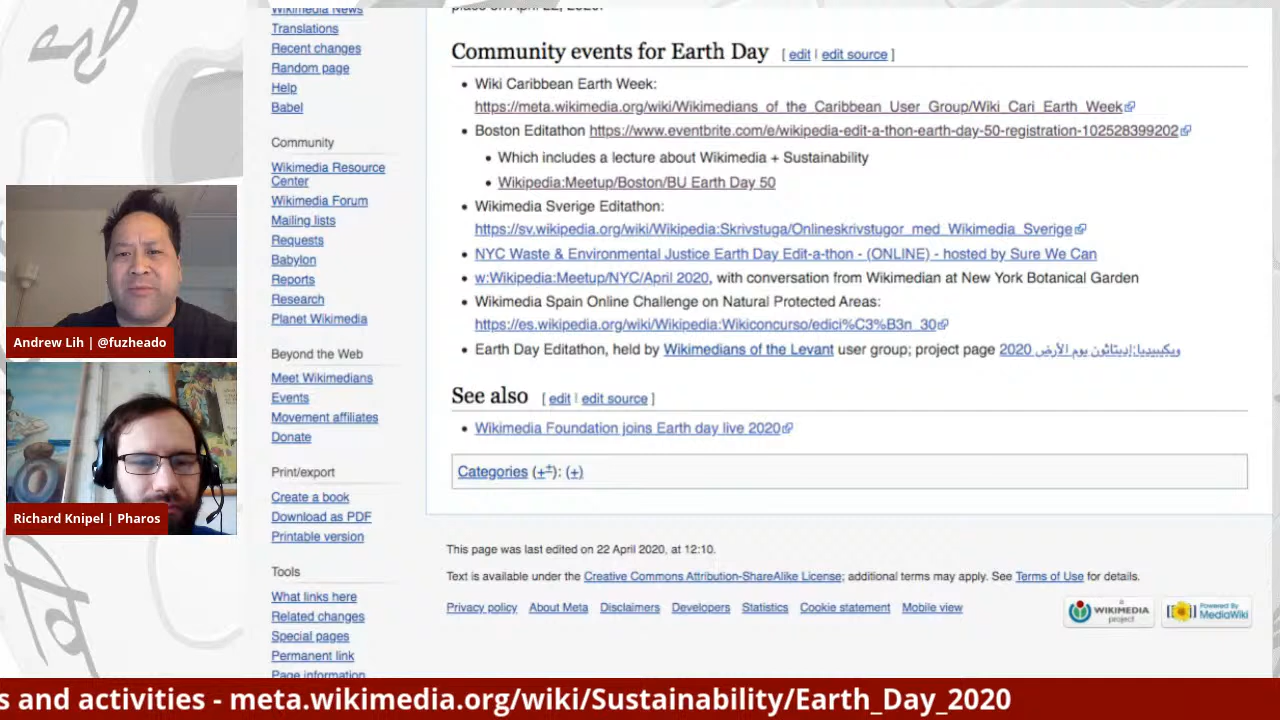 Wikimedia News
Translations
Recent changes
Random page
Help
Babel
Community
Wikimedia Resource
Center
Wikimedia Forum
Mailing lists
Requests
Babylon
Reports
Research
Planet Wikimedia
Beyond the Web
Meet Wikimedians
Events
Movement affiliates
Donate
Print/export
Create a book
Download as PDF
Printable version
Tools
What links here
Related changes
Special pages
Permanent link
Page information
place on April 22, 2020.
Community events for Earth Day [ edit | edit source ]
Wiki Caribbean Earth Week:
https://meta.wikimedia.org/wiki/Wikimedians_of_the_Caribbean_User_Group/Wiki_Cari_Earth_Week
Boston Editathon https://www.eventbrite.com/e/wikipedia-edit-a-thon-earth-day-50-registration-102528399202
Which includes a lecture about Wikimedia + Sustainability
Wikipedia:Meetup/Boston/BU Earth Day 50
Wikimedia Sverige Editathon:
https://sv.wikipedia.org/wiki/Wikipedia:Skrivstuga/Onlineskrivstugor_med_Wikimedia_Sverige
NYC Waste & Environmental Justice Earth Day Edit-a-thon - (ONLINE) - hosted by Sure We Can
w:Wikipedia:Meetup/NYC/April 2020, with conversation from Wikimedian at New York Botanical Garden
Wikimedia Spain Online Challenge on Natural Protected Areas:
https://es.wikipedia.org/wiki/Wikipedia:Wikiconcurso/edici%C3%B3n_30
Earth Day Editathon, held by Wikimedians of the Levant user group; project page ويكيبيديا:إديتاثون يوم الأرض 2020
See also [ edit | edit source ]
Wikimedia Foundation joins Earth day live 2020
Categories (+±): (+)
This page was last edited on 22 April 2020, at 12:10.
Text is available under the Creative Commons Attribution-ShareAlike License; additional terms may apply. See Terms of Use for details.
Privacy policy About Meta Disclaimers Developers Statistics Cookie statement Mobile view
a
WIKIMEDIA
project
Powered By
MediaWiki
Andrew Lih | @fuzheado
Richard Knipel | Pharos
s and activities - meta.wikimedia.org/wiki/Sustainability/Earth_Day_2020